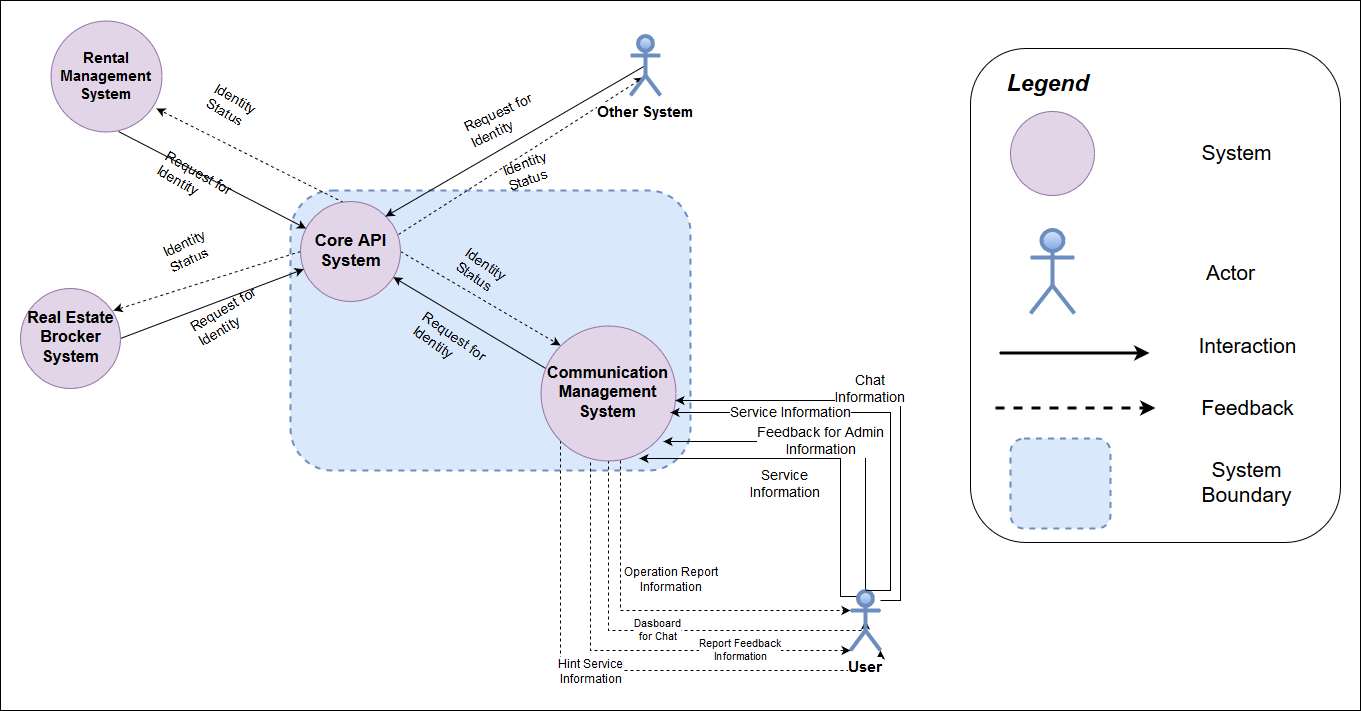 Rental
Management
System
Identity
Status
Request for
Identity
Other System
Request for
Identity
Identity
Status
Core API
System
Identity
Status
Request for
Identity
Real Estate
Brocker
System
Identity
Status
Request for
Identity
Communication
Management
System
Chat
Information
Service Information
Feedback for Admin
Information
Service
Information
Operation Report
Information
Dasboard
for Chat
Report Feedback
Information
Hint Service
Information
User
Legend
System
Actor
Interaction
Feedback
System
Boundary